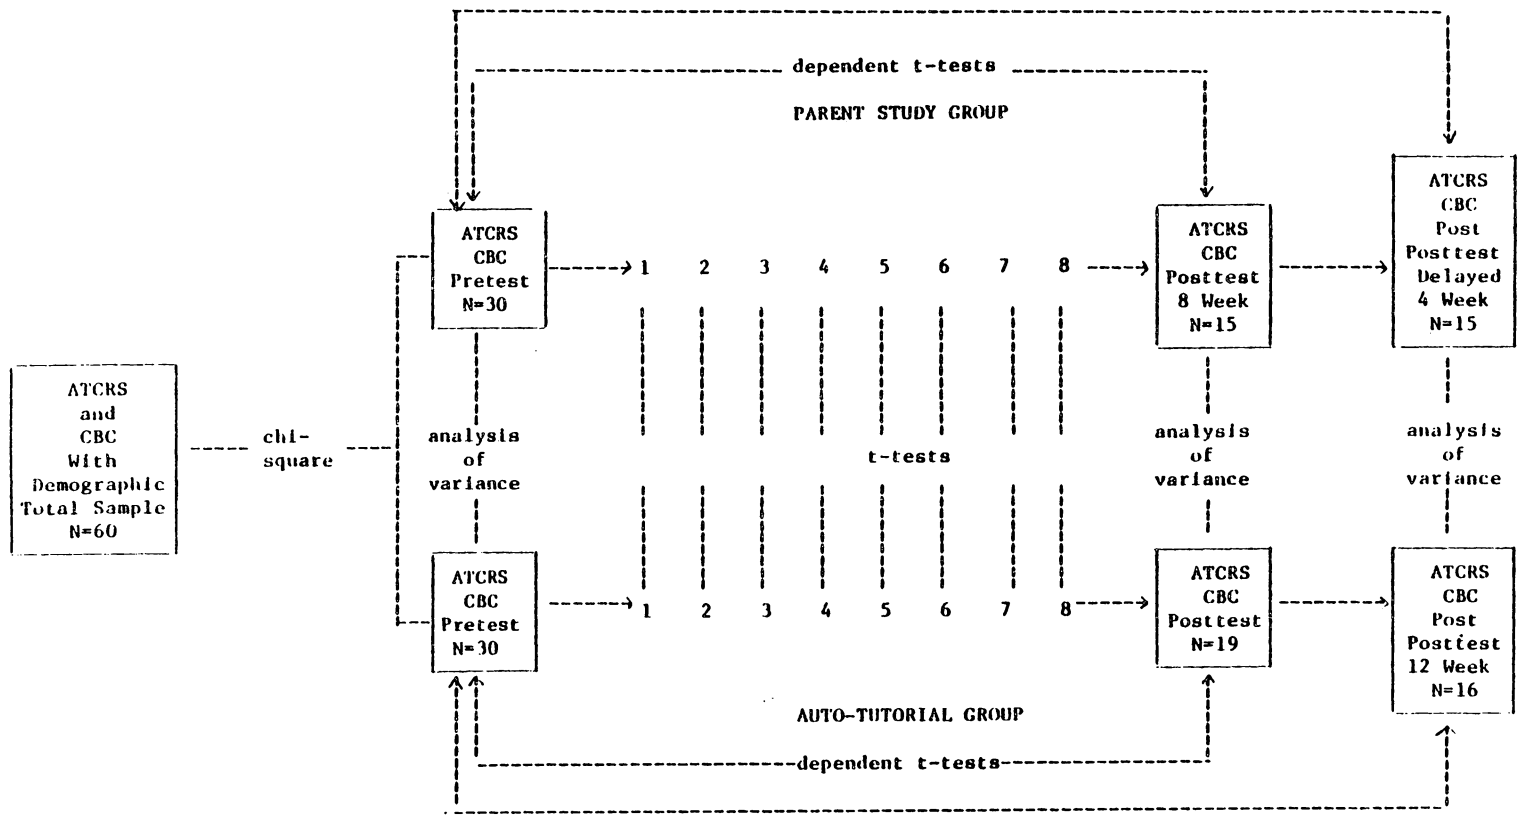 dependent t-tests
PARENT STUDY GROUP
ATCRS
and
CBC
With
Demographic
Total Sample
N=60
chi-
square
ATCRS
CBC
Pretest
N=30
1 2 3 4 5 6 7 8
ATCRS
CBC
Posttest
8 Week
N=15
ATCRS
CBC
Post
Posttest
Delayed
4 Week
N=15
analysis
of
variance
t-tests
analysis
of
variance
analysis
of
variance
ATCRS
CBC
Pretest
N=30
1 2 3 4 5 6 7 8
ATCRS
CBC
Posttest
N=19
ATCRS
CBC
Post
Posttest
12 Week
N=16
AUTO-TUTORIAL GROUP
dependent t-tests